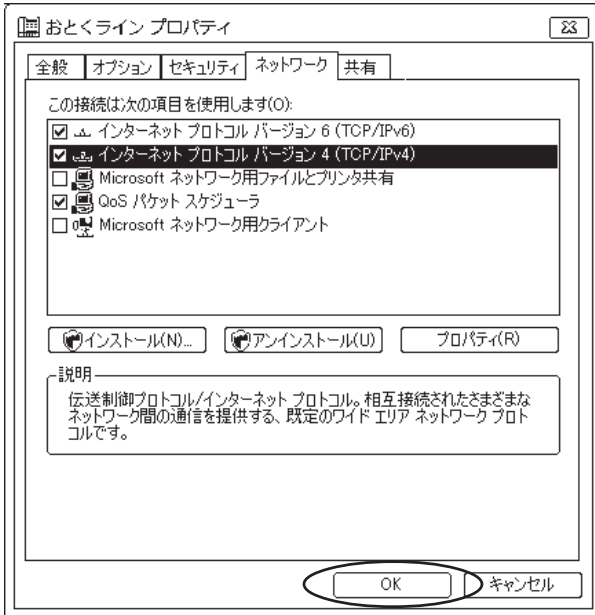 おとくライン プロパティ
全般 オプション セキュリティ ネットワーク 共有
この接続は次の項目を使用します(O):
インターネット プロトコル バージョン 6 (TCP/IPv6)
インターネット プロトコル バージョン 4 (TCP/IPv4)
Microsoft ネットワーク用ファイルとプリンタ共有
QoS パケット スケジューラ
Microsoft ネットワーク用クライアント
インストール(N)... アンインストール(U) プロパティ(R)
説明
伝送制御プロトコル/インターネット プロトコル。相互接続されたさまざまな
ネットワーク間の通信を提供する、既定のワイド エリア ネットワーク プロト
コルです。
OK キャンセル